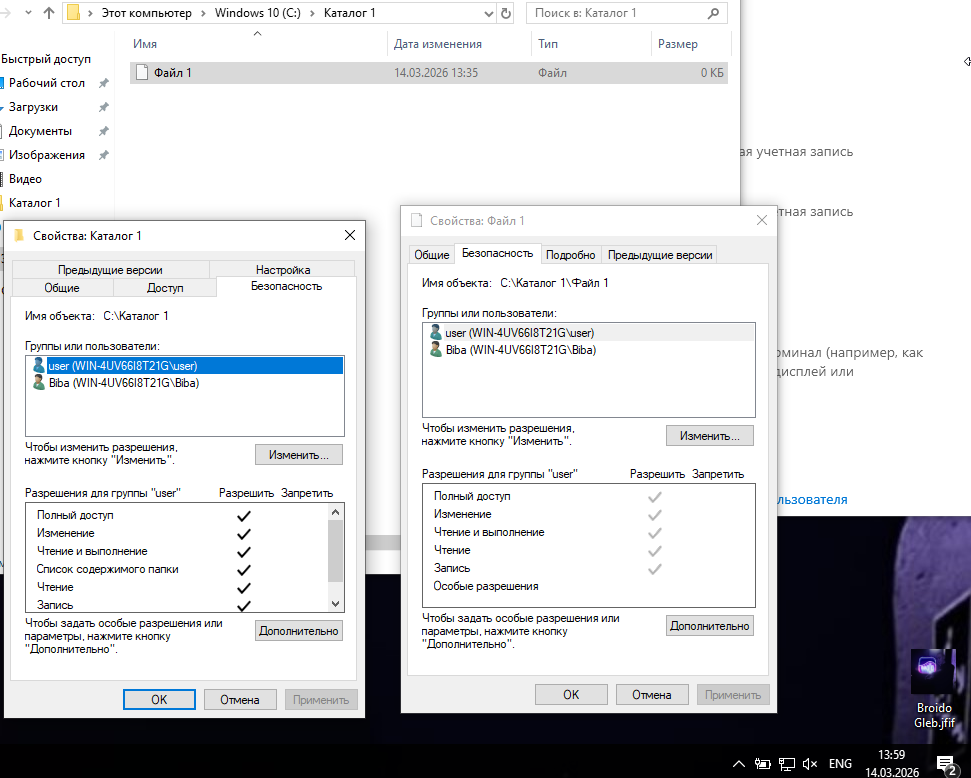 Этот компьютер
Windows 10 (C:)
Каталог 1
Поиск в: Каталог 1
Имя
Дата изменения
Тип
Размер
Файл 1
14.03.2026 13:35
Файл
0 КБ
Быстрый доступ
Рабочий стол
Загрузки
Документы
Изображения
Видео
Каталог 1
ая учетная запись
тная запись
рминал (например, как
дисплей или
льзователя
Свойства: Каталог 1
Предыдущие версии
Настройка
Общие
Доступ
Безопасность
Имя объекта: C:\Каталог 1
Группы или пользователи:
user (WIN-4UV66I8T21G\user)
Biba (WIN-4UV66I8T21G\Biba)
Чтобы изменить разрешения,
нажмите кнопку "Изменить".
Изменить...
Разрешения для группы "user"
Разрешить
Запретить
Полный доступ
Изменение
Чтение и выполнение
Список содержимого папки
Чтение
Запись
Чтобы задать особые разрешения или
параметры, нажмите кнопку
"Дополнительно".
Дополнительно
OK
Отмена
Применить
Свойства: Файл 1
Общие
Безопасность
Подробно
Предыдущие версии
Имя объекта: C:\Каталог 1\Файл 1
Группы или пользователи:
user (WIN-4UV66I8T21G\user)
Biba (WIN-4UV66I8T21G\Biba)
Чтобы изменить разрешения,
нажмите кнопку "Изменить".
Изменить...
Разрешения для группы "user"
Разрешить
Запретить
Полный доступ
Изменение
Чтение и выполнение
Чтение
Запись
Особые разрешения
Чтобы задать особые разрешения или
параметры, нажмите кнопку
"Дополнительно".
Дополнительно
OK
Отмена
Применить
Broido
Gleb.jfif
ENG
13:59
14.03.2026
2